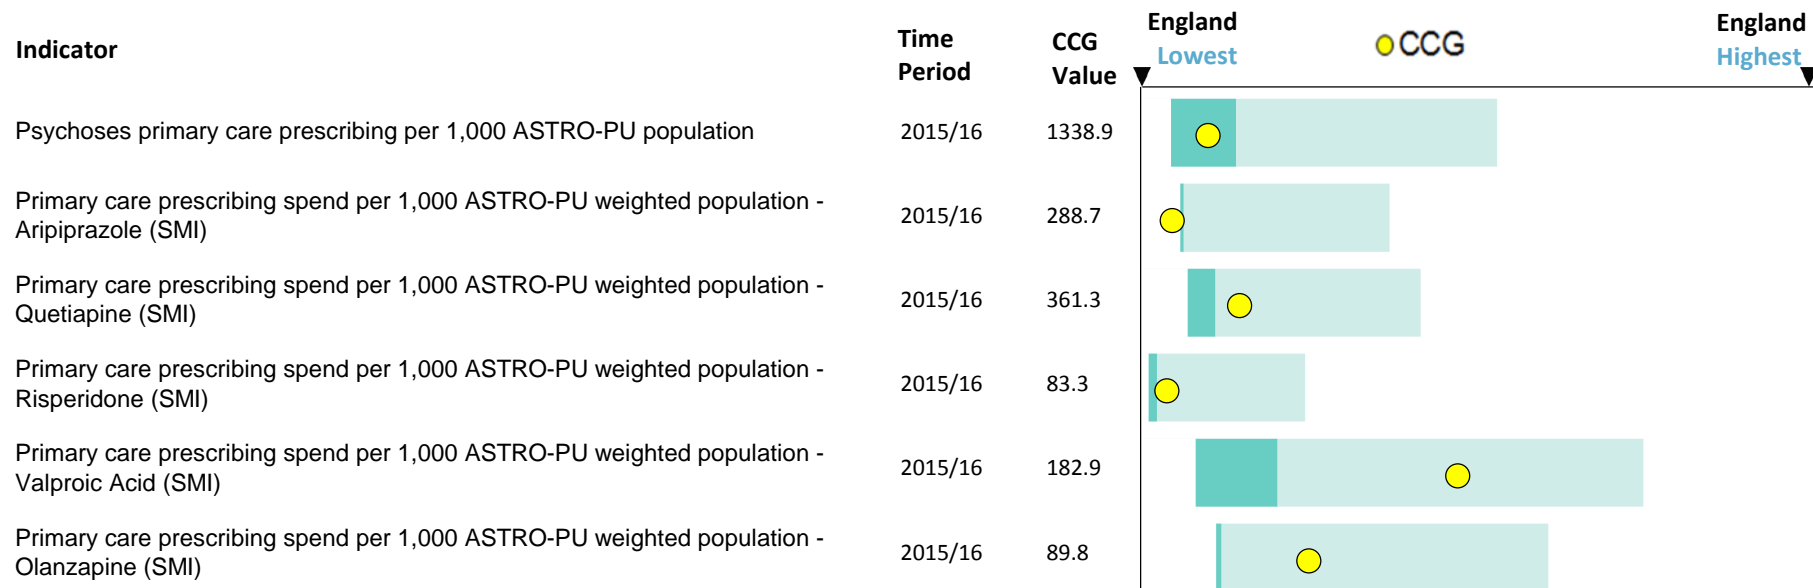 Indicator
Time
Period
CCG
Value
England
Lowest
CCG
England
Highest
Psychoses primary care prescribing per 1,000 ASTRO-PU population
2015/16
1338.9
Primary care prescribing spend per 1,000 ASTRO-PU weighted population -
Aripiprazole (SMI)
2015/16
288.7
Primary care prescribing spend per 1,000 ASTRO-PU weighted population -
Quetiapine (SMI)
2015/16
361.3
Primary care prescribing spend per 1,000 ASTRO-PU weighted population -
Risperidone (SMI)
2015/16
83.3
Primary care prescribing spend per 1,000 ASTRO-PU weighted population -
Valproic Acid (SMI)
2015/16
182.9
Primary care prescribing spend per 1,000 ASTRO-PU weighted population -
Olanzapine (SMI)
2015/16
89.8